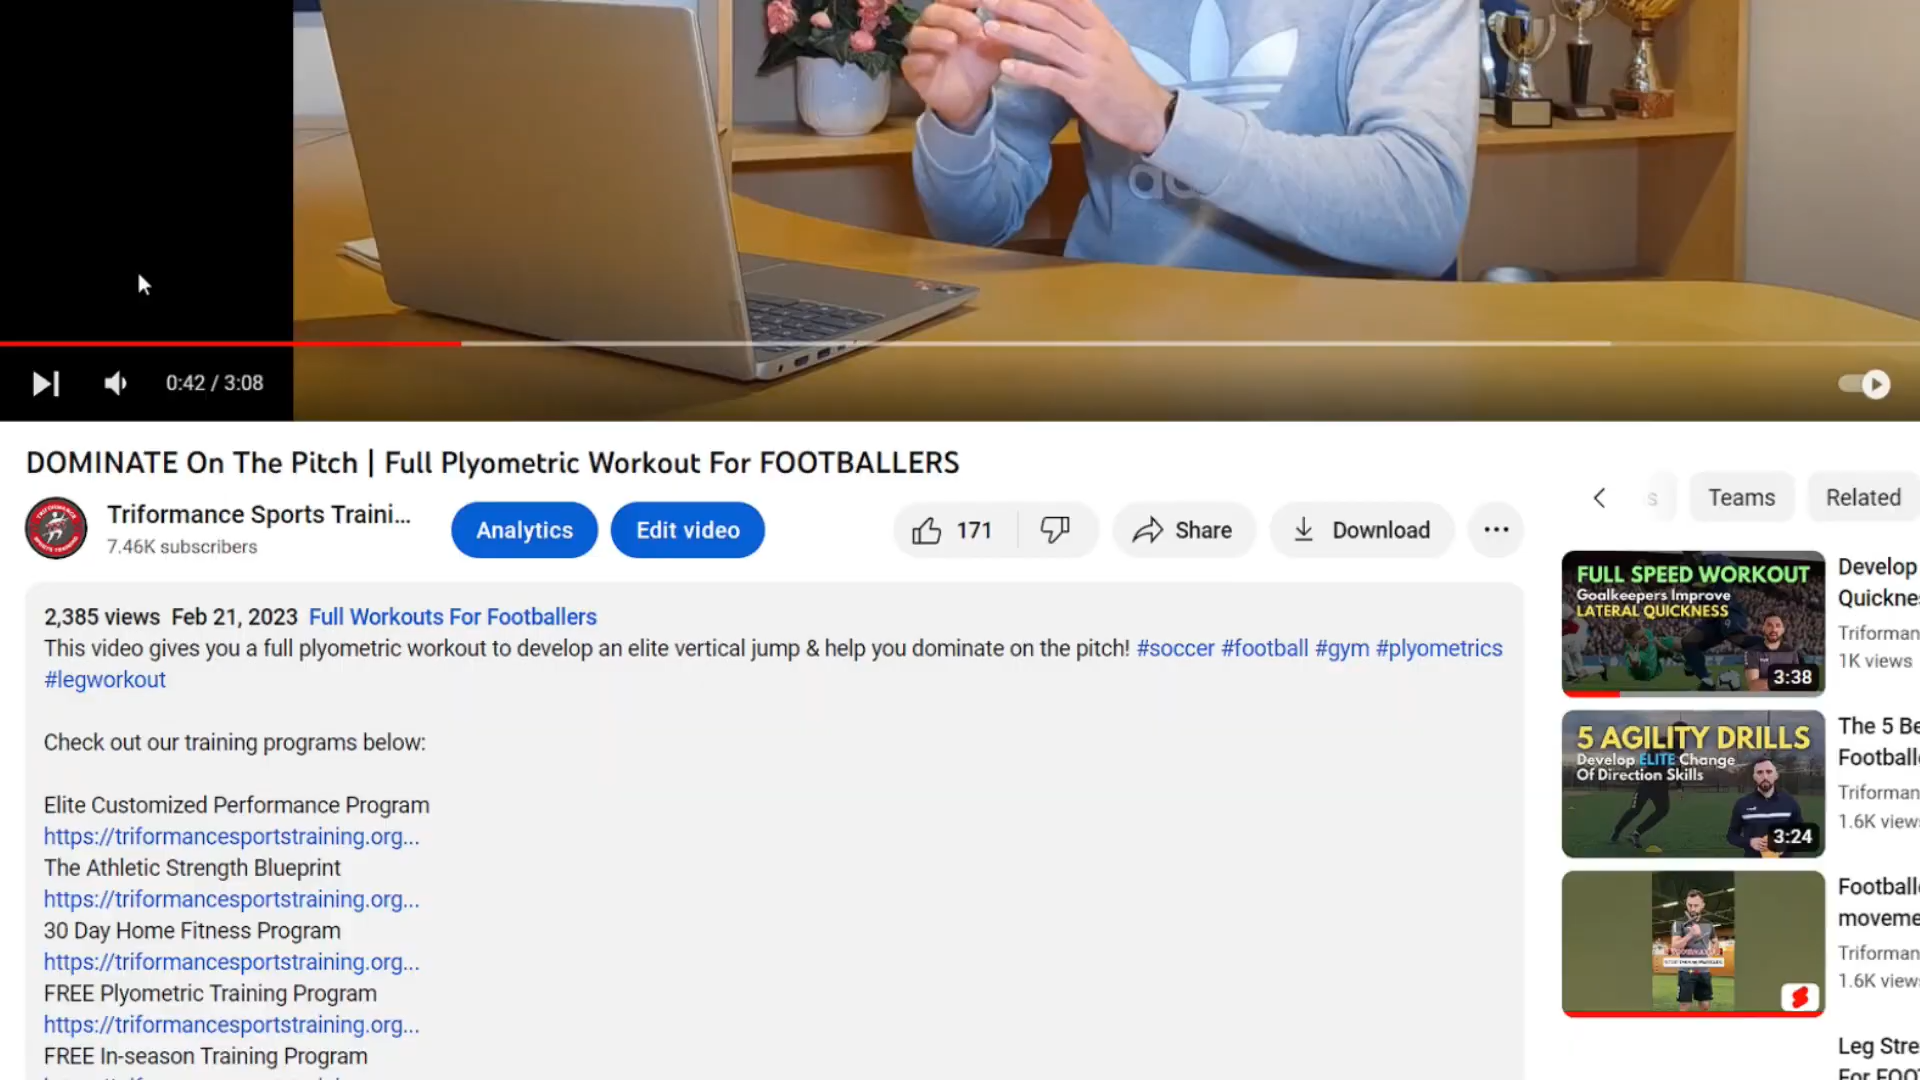 0:42 / 3:08
DOMINATE On The Pitch | Full Plyometric Workout For FOOTBALLERS
Triformance Sports Traini...
7.46K subscribers
Analytics
Edit video
171
Share
Download
2,385 views Feb 21, 2023 Full Workouts For Footballers
This video gives you a full plyometric workout to develop an elite vertical jump & help you dominate on the pitch! #soccer #football #gym #plyometrics
#legworkout
Check out our training programs below:
Elite Customized Performance Program
https://triformancesportstraining.org...
The Athletic Strength Blueprint
https://triformancesportstraining.org...
30 Day Home Fitness Program
https://triformancesportstraining.org...
FREE Plyometric Training Program
https://triformancesportstraining.org...
FREE In-season Training Program
s
Teams
Related
FULL SPEED WORKOUT
Goalkeepers Improve
LATERAL QUICKNESS
3:38
Develop
Quickne
Triforman
1K views
5 AGILITY DRILLS
Develop ELITE Change
Of Direction Skills
3:24
The 5 Be
Football
Triforman
1.6K view
Football
moveme
Triforman
1.6K view
Leg Stre
For FOO